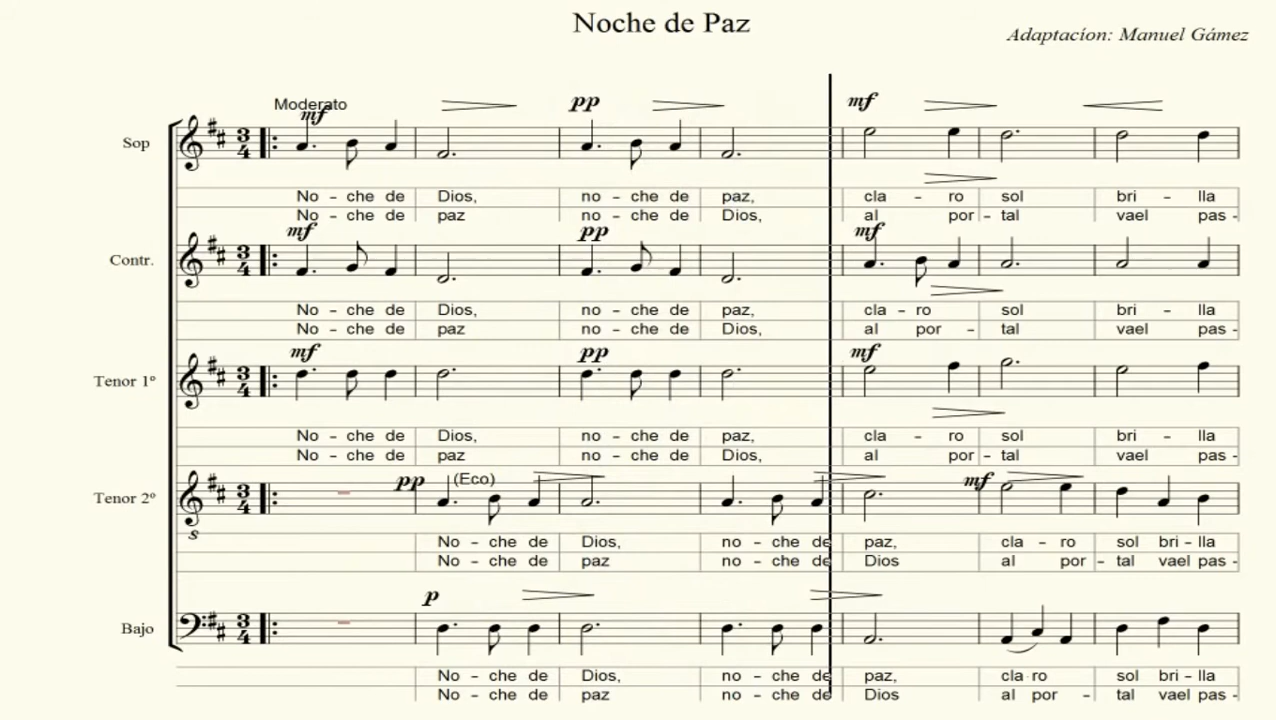 Noche de Paz
Adaptacíon: Manuel Gámez
Moderato
mf pp mf
Sop
No - che de Dios, no - che de paz, cla - ro sol bri - lla
No - che de paz no - che de Dios, al por - tal vael pas -
mf pp mf
Contr.
No - che de Dios, no - che de paz, cla - ro sol bri - lla
No - che de paz no - che de Dios, al por - tal vael pas -
mf pp mf
Tenor 1º
No - che de Dios, no - che de paz, cla - ro sol bri - lla
No - che de paz no - che de Dios, al por - tal vael pas -
pp (Eco) mf
Tenor 2º
No - che de Dios, no - che de paz, cla - ro sol bri - lla
No - che de paz no - che de Dios al por - tal vael pas -
p
Bajo
No - che de Dios, no - che de paz, cla ro sol bri - lla
No - che de paz no - che de Dios al por - tal vael pas -